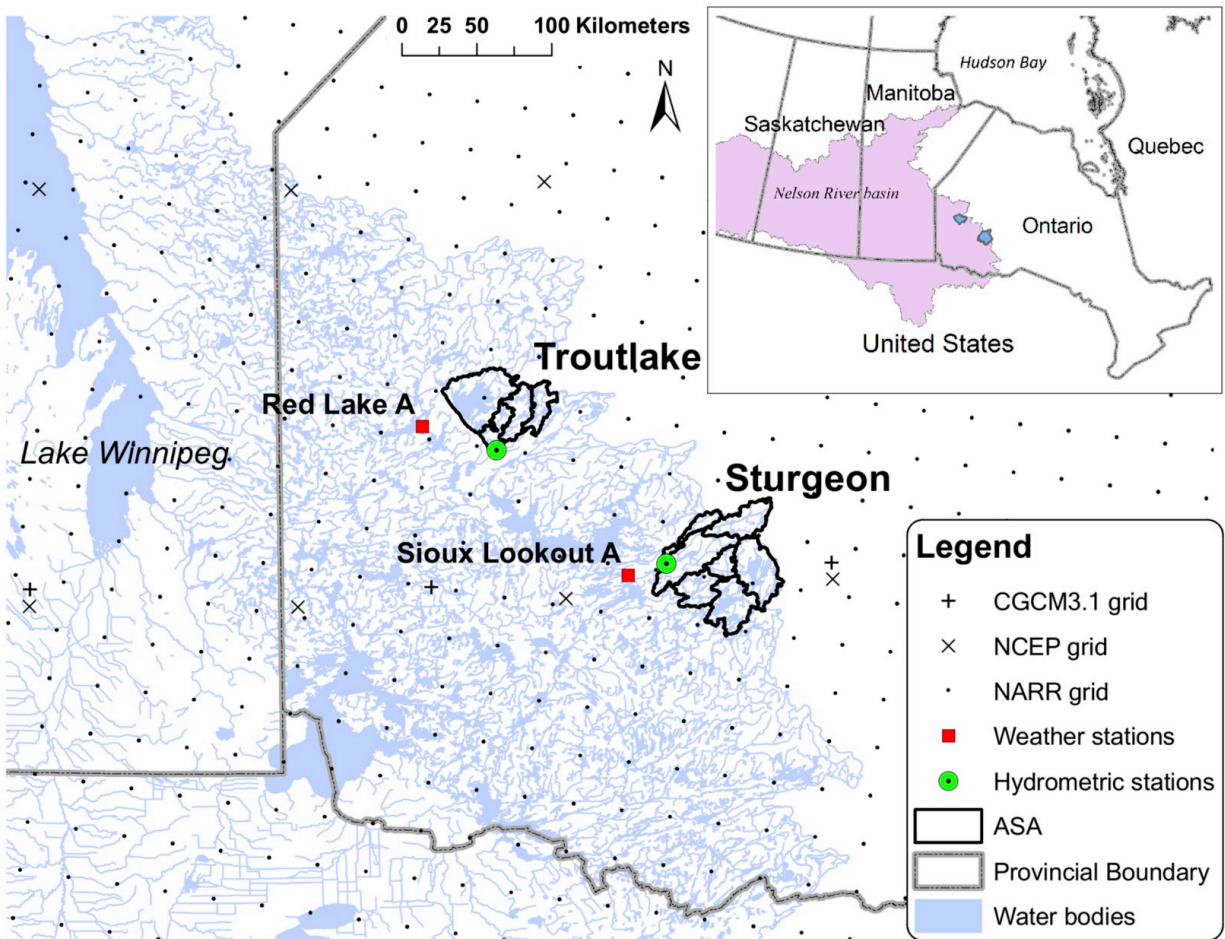 0 25 50 100 Kilometers
N
Hudson Bay
Manitoba
Saskatchewan
Quebec
Nelson River basin
Ontario
United States
Troutlake
Red Lake A
Lake Winnipeg
Sturgeon
Sioux Lookout A
Legend
CGCM3.1 grid
NCEP grid
NARR grid
Weather stations
Hydrometric stations
ASA
Provincial Boundary
Water bodies